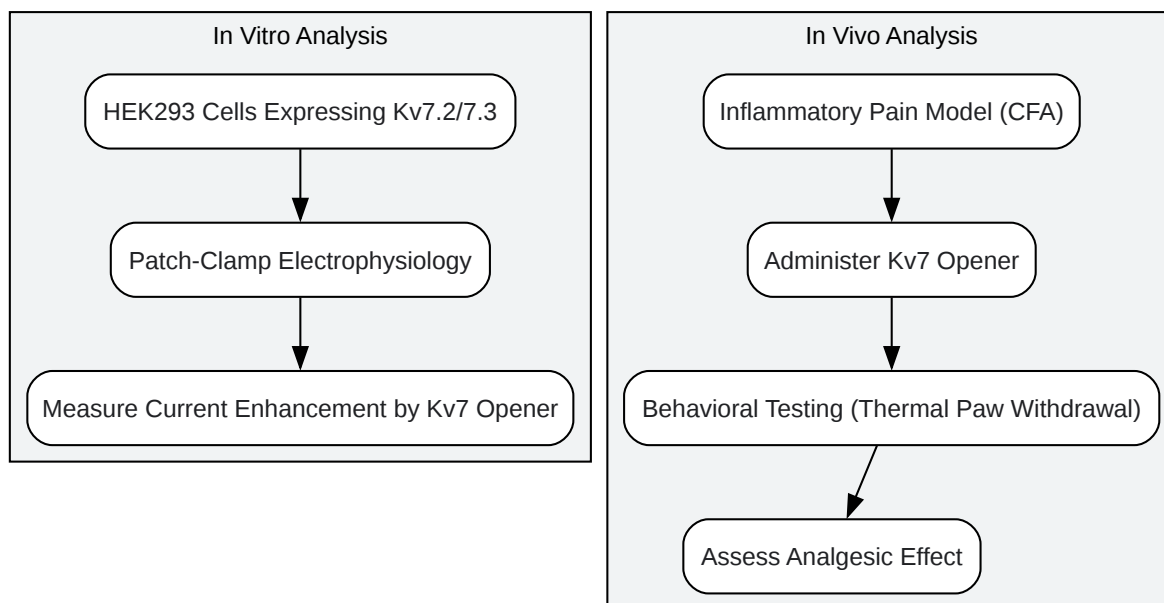 In Vitro Analysis
HEK293 Cells Expressing Kv7.2/7.3
Patch-Clamp Electrophysiology
Measure Current Enhancement by Kv7 Opener
In Vivo Analysis
Inflammatory Pain Model (CFA)
Administer Kv7 Opener
Behavioral Testing (Thermal Paw Withdrawal)
Assess Analgesic Effect